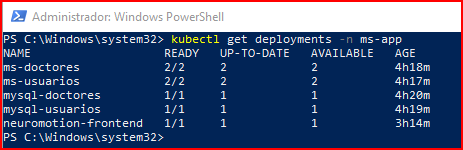 Administrador: Windows PowerShell
PS C:\Windows\system32> kubectl get deployments -n ms-app
NAME READY UP-TO-DATE AVAILABLE AGE
ms-doctores 2/2 2 2 4h18m
ms-usuarios 2/2 2 2 4h17m
mysql-doctores 1/1 1 1 4h20m
mysql-usuarios 1/1 1 1 4h19m
neuromotion-frontend 1/1 1 1 3h14m
PS C:\Windows\system32>